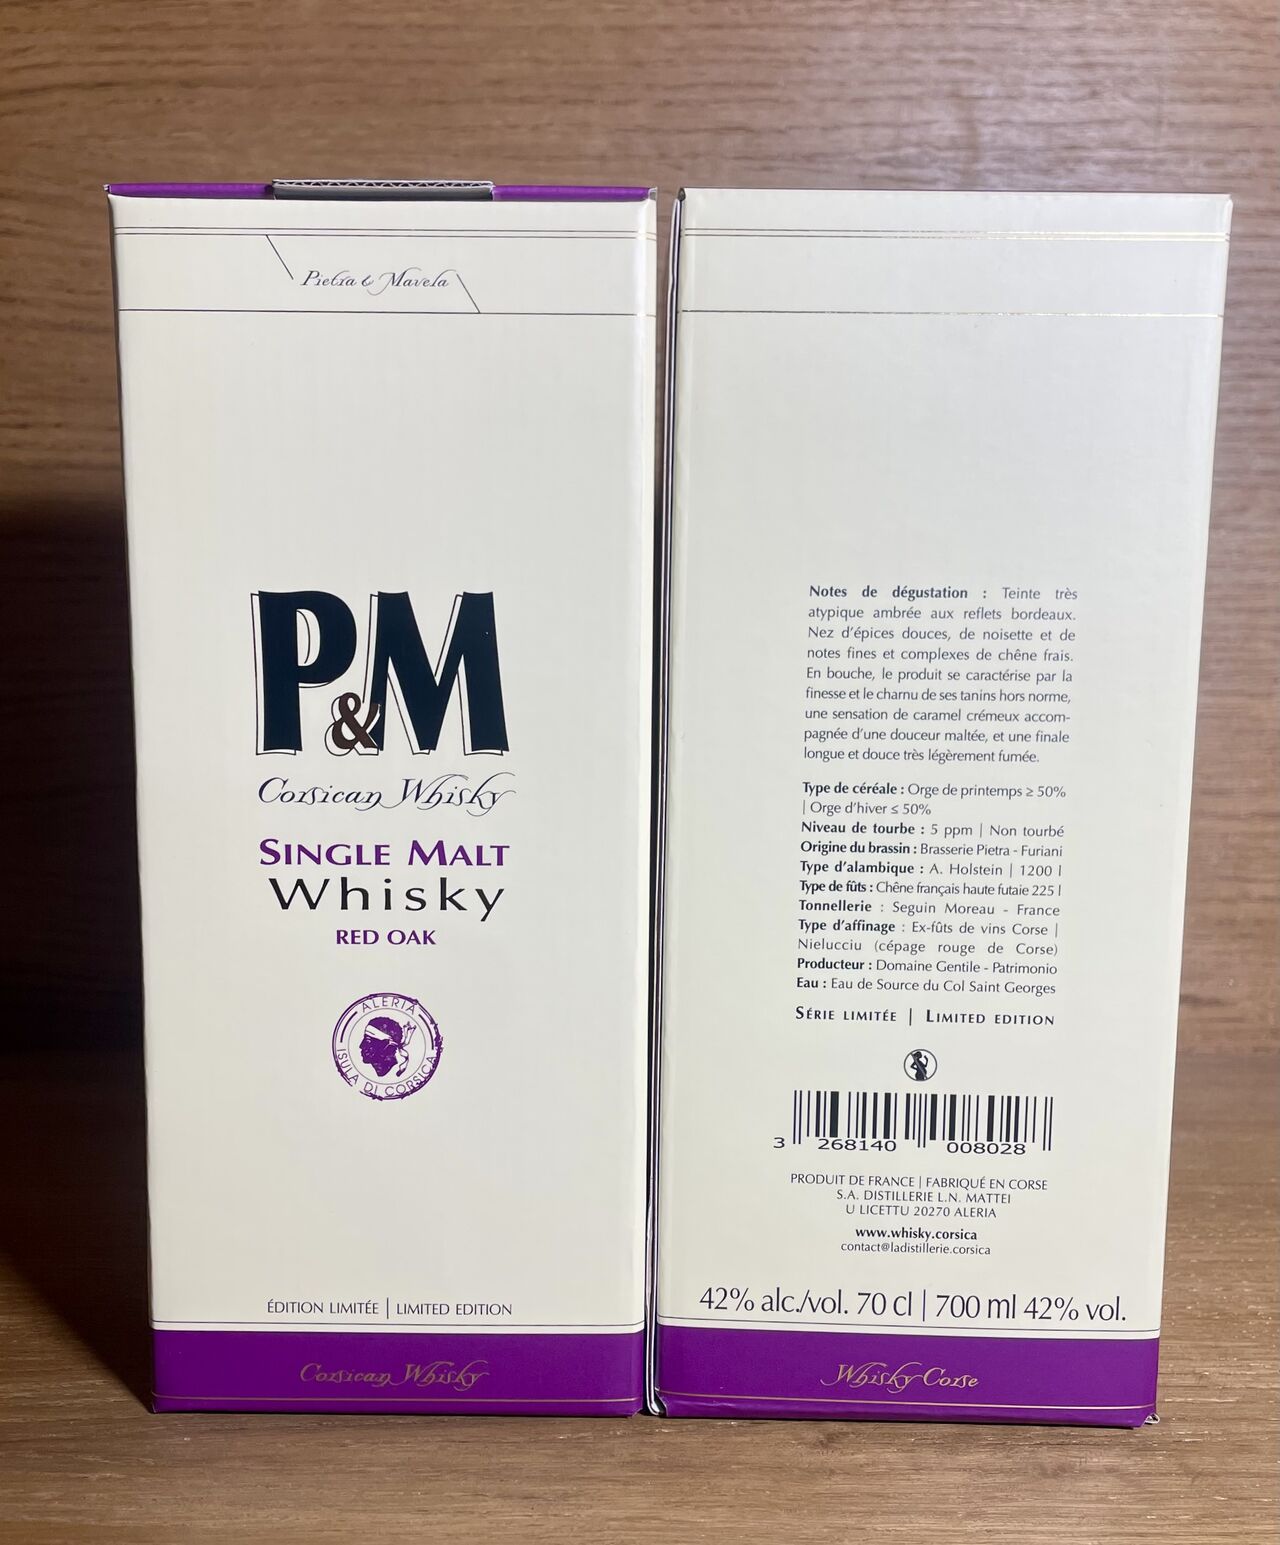 Pietra & Mavela
P&M
Corsican Whisky
SINGLE MALT
Whisky
RED OAK
ALERIA
ISULA DI CORSICA
ÉDITION LIMITÉE | LIMITED EDITION
Corsican Whisky
Notes de dégustation : Teinte très
atypique ambrée aux reflets bordeaux.
Nez d'épices douces, de noisette et de
notes fines et complexes de chêne frais.
En bouche, le produit se caractérise par la
finesse et le charnu de ses tanins hors norme,
une sensation de caramel crémeux accom-
pagnée d'une douceur maltée, et une finale
longue et douce très légèrement fumée.
Type de céréale : Orge de printemps ≥ 50%
| Orge d'hiver ≤ 50%
Niveau de tourbe : 5 ppm | Non tourbé
Origine du brassin : Brasserie Pietra - Furiani
Type d'alambique : A. Holstein | 1200 l
Type de fûts : Chêne français haute futaie 225 l
Tonnellerie : Seguin Moreau - France
Type d'affinage : Ex-fûts de vins Corse |
Nielucciu (cépage rouge de Corse)
Producteur : Domaine Gentile - Patrimonio
Eau : Eau de Source du Col Saint Georges
SÉRIE LIMITÉE | LIMITED EDITION
3 268140 008028
PRODUIT DE FRANCE | FABRIQUÉ EN CORSE
S.A. DISTILLERIE L.N. MATTEI
U LICETTU 20270 ALERIA
www.whisky.corsica
contact@ladistillerie.corsica
42% alc./vol. 70 cl | 700 ml 42% vol.
Whisky Corse